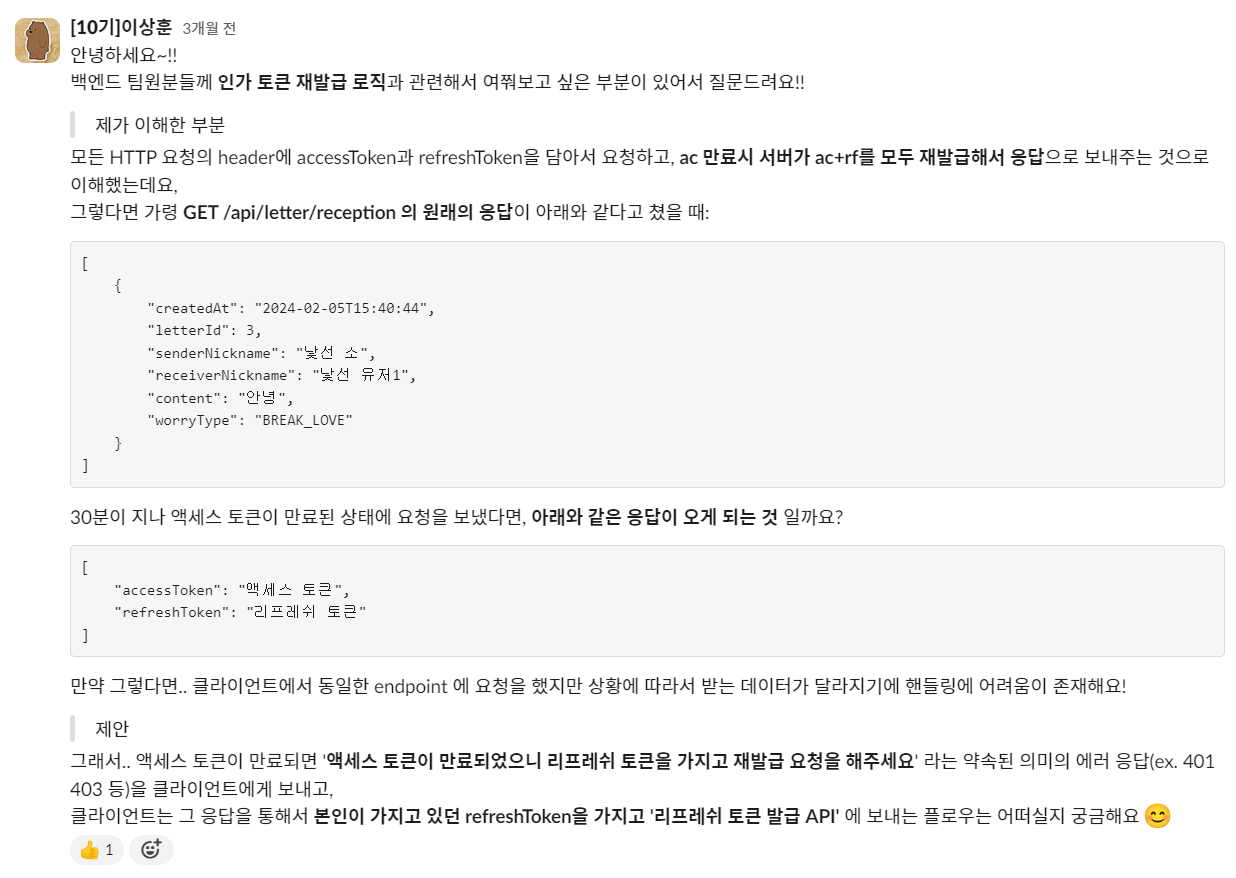 [10기]이상훈 3개월 전
안녕하세요~!!
백엔드 팀원분들께 인가 토큰 재발급 로직과 관련해서 여쭤보고 싶은 부분이 있어서 질문드려요!!
제가 이해한 부분
모든 HTTP 요청의 header에 accessToken과 refreshToken을 담아서 요청하고, ac 만료시 서버가 ac+rf를 모두 재발급해서 응답으로 보내주는 것으로
이해했는데요,
그렇다면 가령 GET /api/letter/reception 의 원래의 응답이 아래와 같다고 쳤을 때:
[
    {
        "createdAt": "2024-02-05T15:40:44",
        "letterId": 3,
        "senderNickname": "낯선 소",
        "receiverNickname": "낯선 유저1",
        "content": "안녕",
        "worryType": "BREAK_LOVE"
    }
]
30분이 지나 액세스 토큰이 만료된 상태에 요청을 보냈다면, 아래와 같은 응답이 오게 되는 것 일까요?
[
    "accessToken": "액세스 토큰",
    "refreshToken": "리프레쉬 토큰"
]
만약 그렇다면.. 클라이언트에서 동일한 endpoint 에 요청을 했지만 상황에 따라서 받는 데이터가 달라지기에 핸들링에 어려움이 존재해요!
제안
그래서.. 액세스 토큰이 만료되면 '액세스 토큰이 만료되었으니 리프레쉬 토큰을 가지고 재발급 요청을 해주세요' 라는 약속된 의미의 에러 응답(ex. 401
403 등)을 클라이언트에게 보내고,
클라이언트는 그 응답을 통해서 본인이 가지고 있던 refreshToken을 가지고 '리프레쉬 토큰 발급 API' 에 보내는 플로우는 어떠실지 궁금해요 😊
👍 1